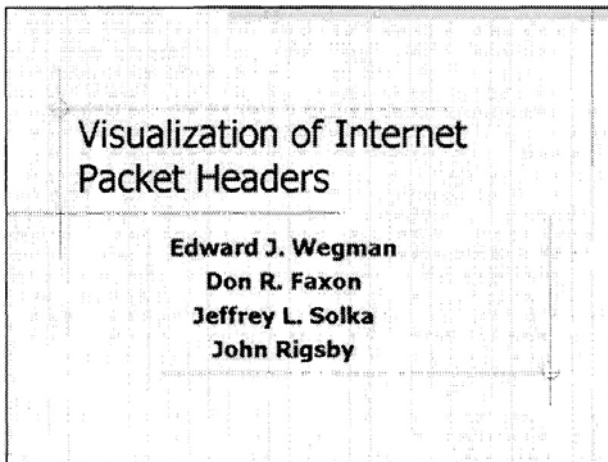 Visualization of Internet
Packet Headers
Edward J. Wegman
Don R. Faxon
Jeffrey L. Solka
John Rigsby